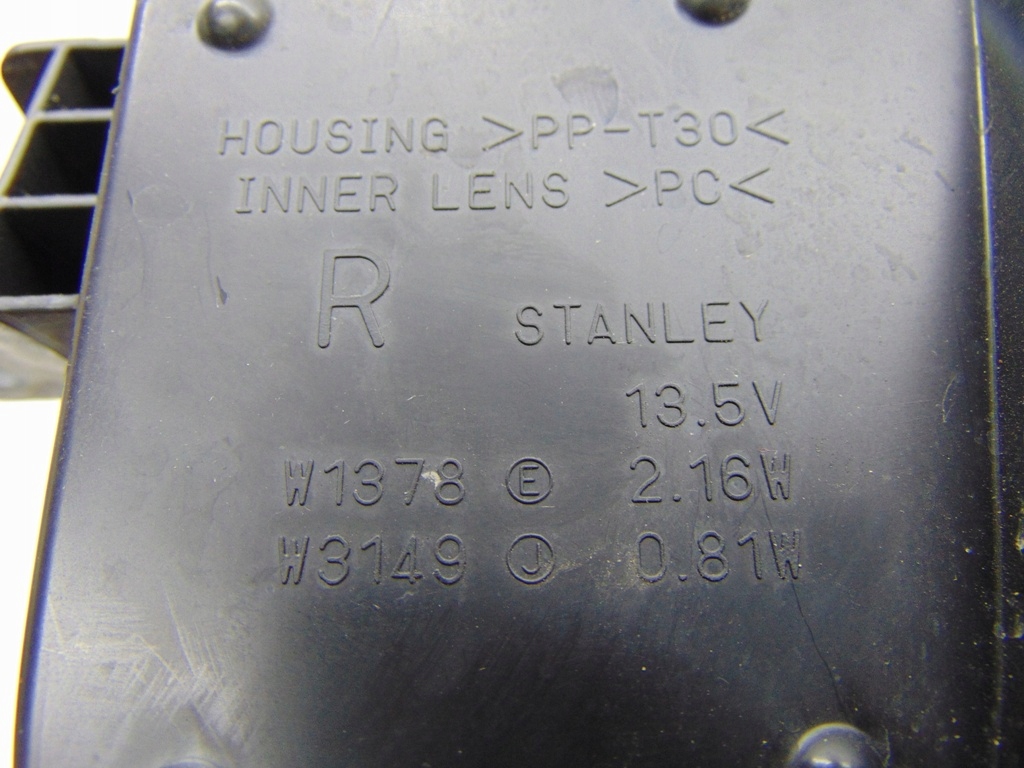 HOUSING >PP-T30<
INNER LENS >PC<
R STANLEY
13.5V
W1378 Ⓔ 2.16W
W3149 Ⓙ 0.81W